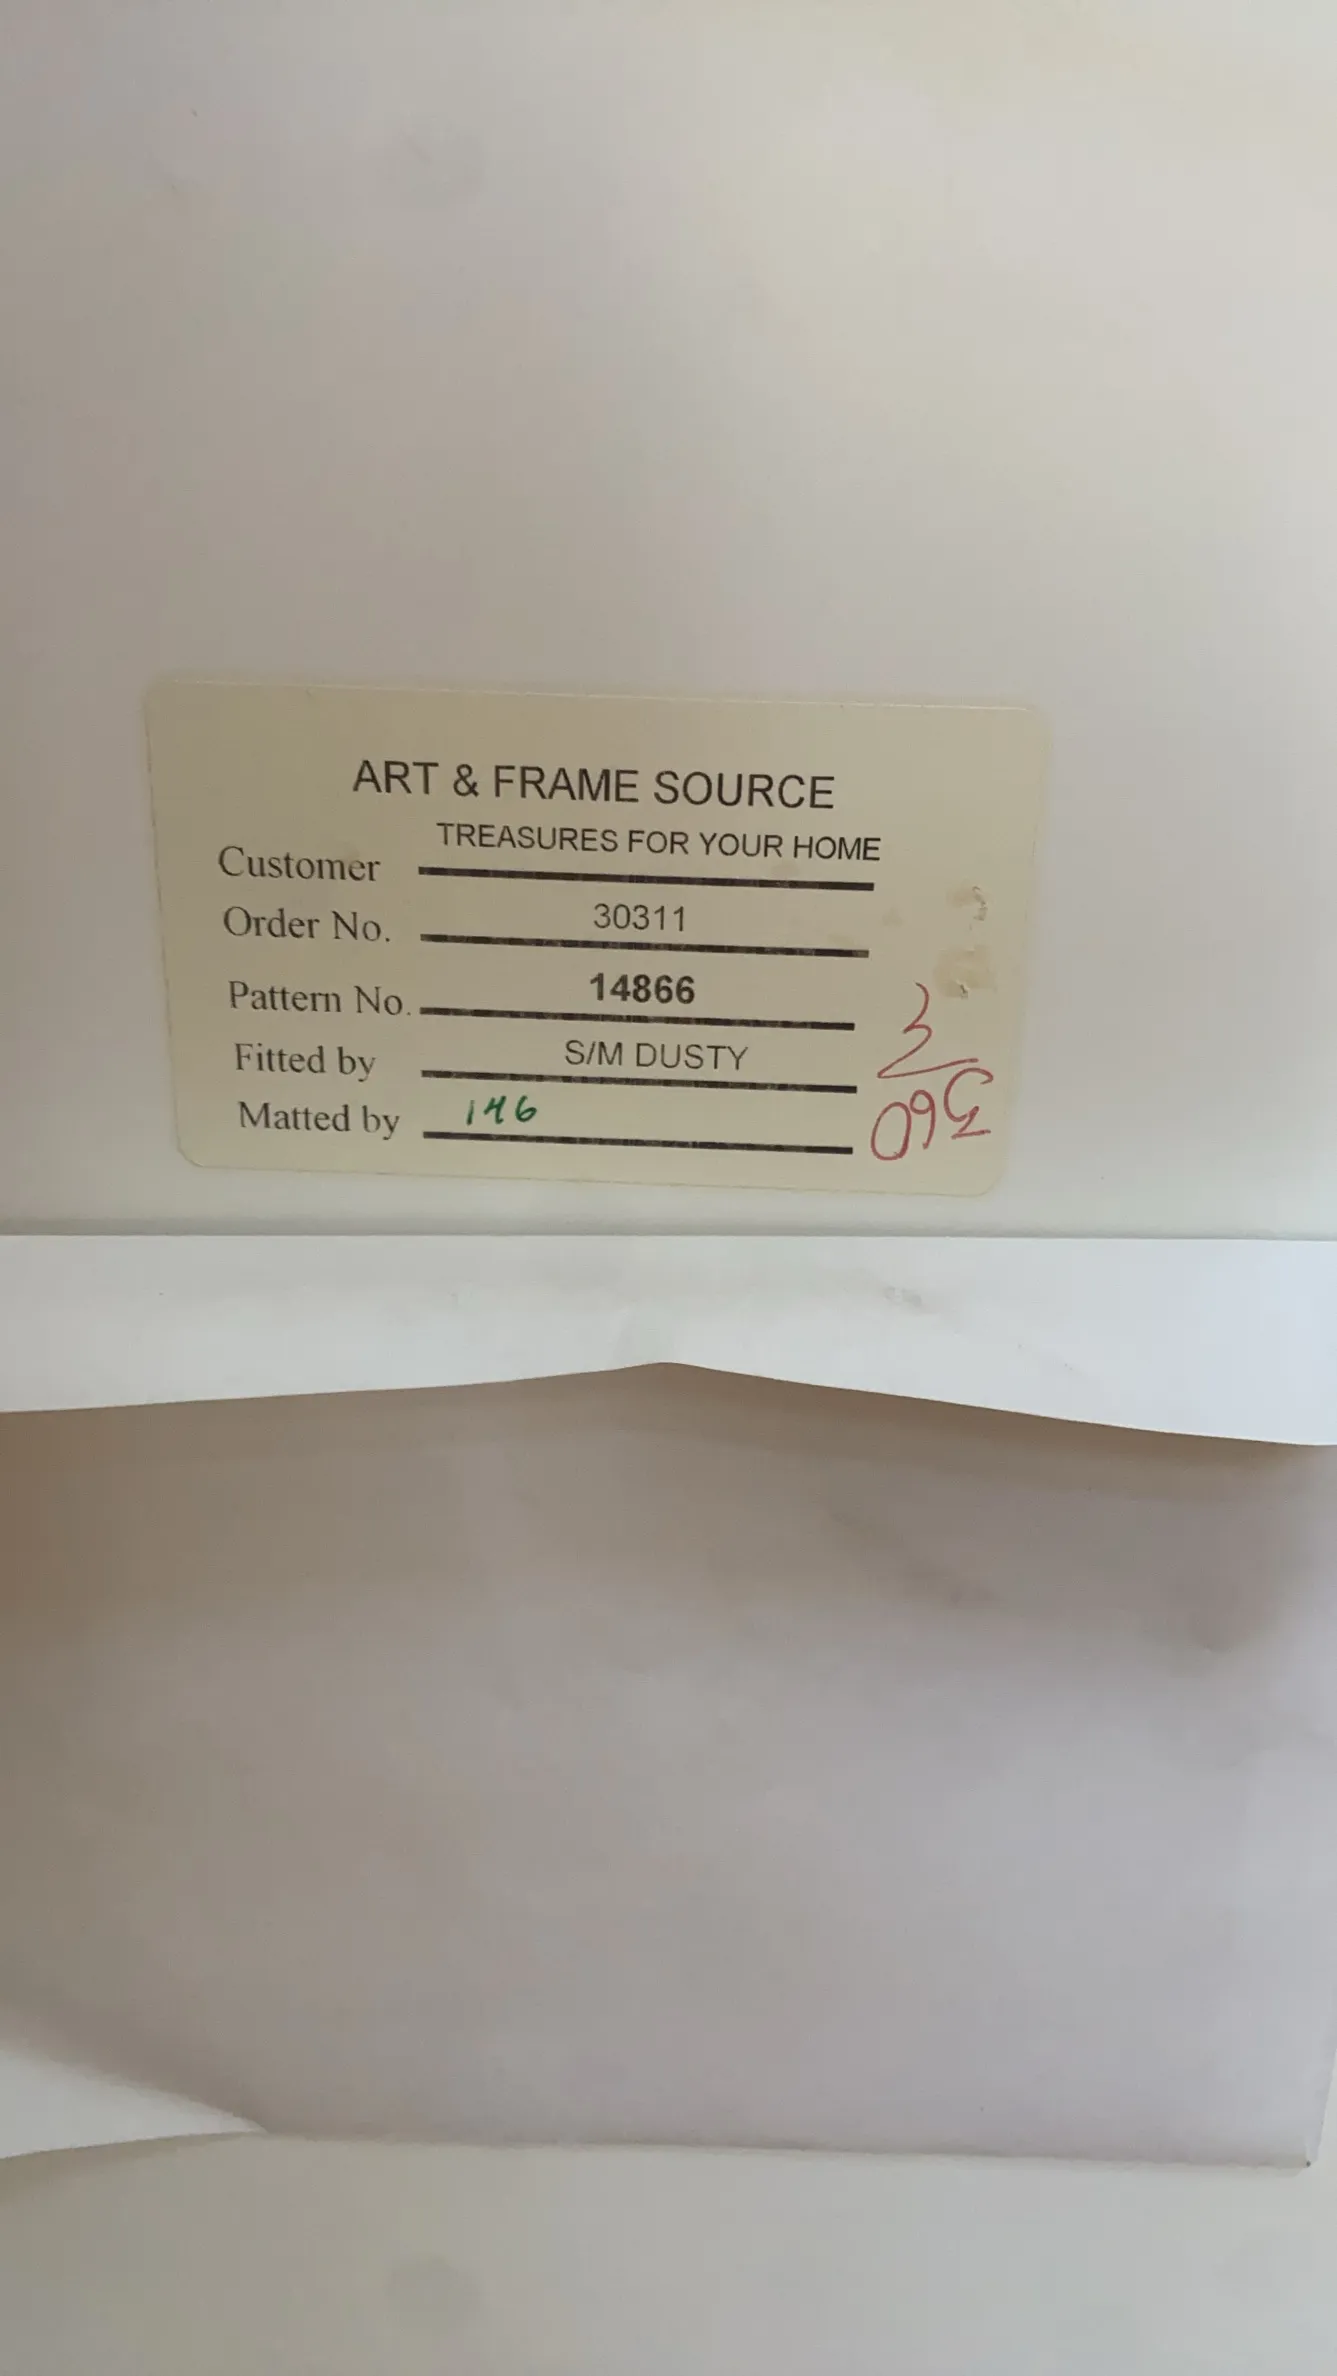 ART & FRAME SOURCE
Customer TREASURES FOR YOUR HOME
Order No. 30311
Pattern No. 14866
Fitted by S/M DUSTY
Matted by 146